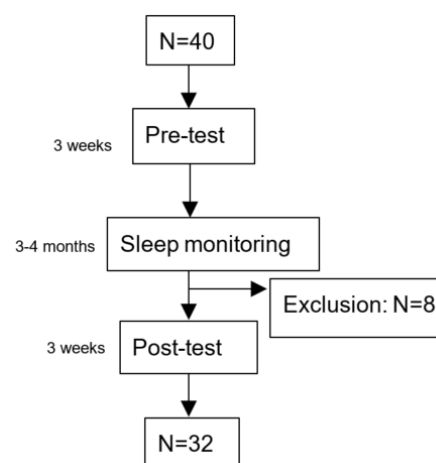 N=40
3 weeks
Pre-test
3-4 months
Sleep monitoring
Exclusion: N=8
3 weeks
Post-test
N=32